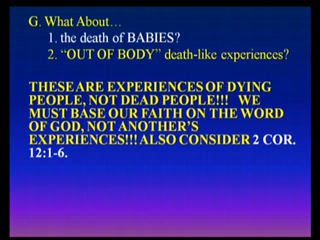 G. What About…
1. the death of BABIES?
2. “OUT OF BODY” death-like experiences?
THESE ARE EXPERIENCES OF DYING
PEOPLE, NOT DEAD PEOPLE!!! WE
MUST BASE OUR FAITH ON THE WORD
OF GOD, NOT ANOTHER’S
EXPERIENCES!!! ALSO CONSIDER 2 COR.
12:1-6.